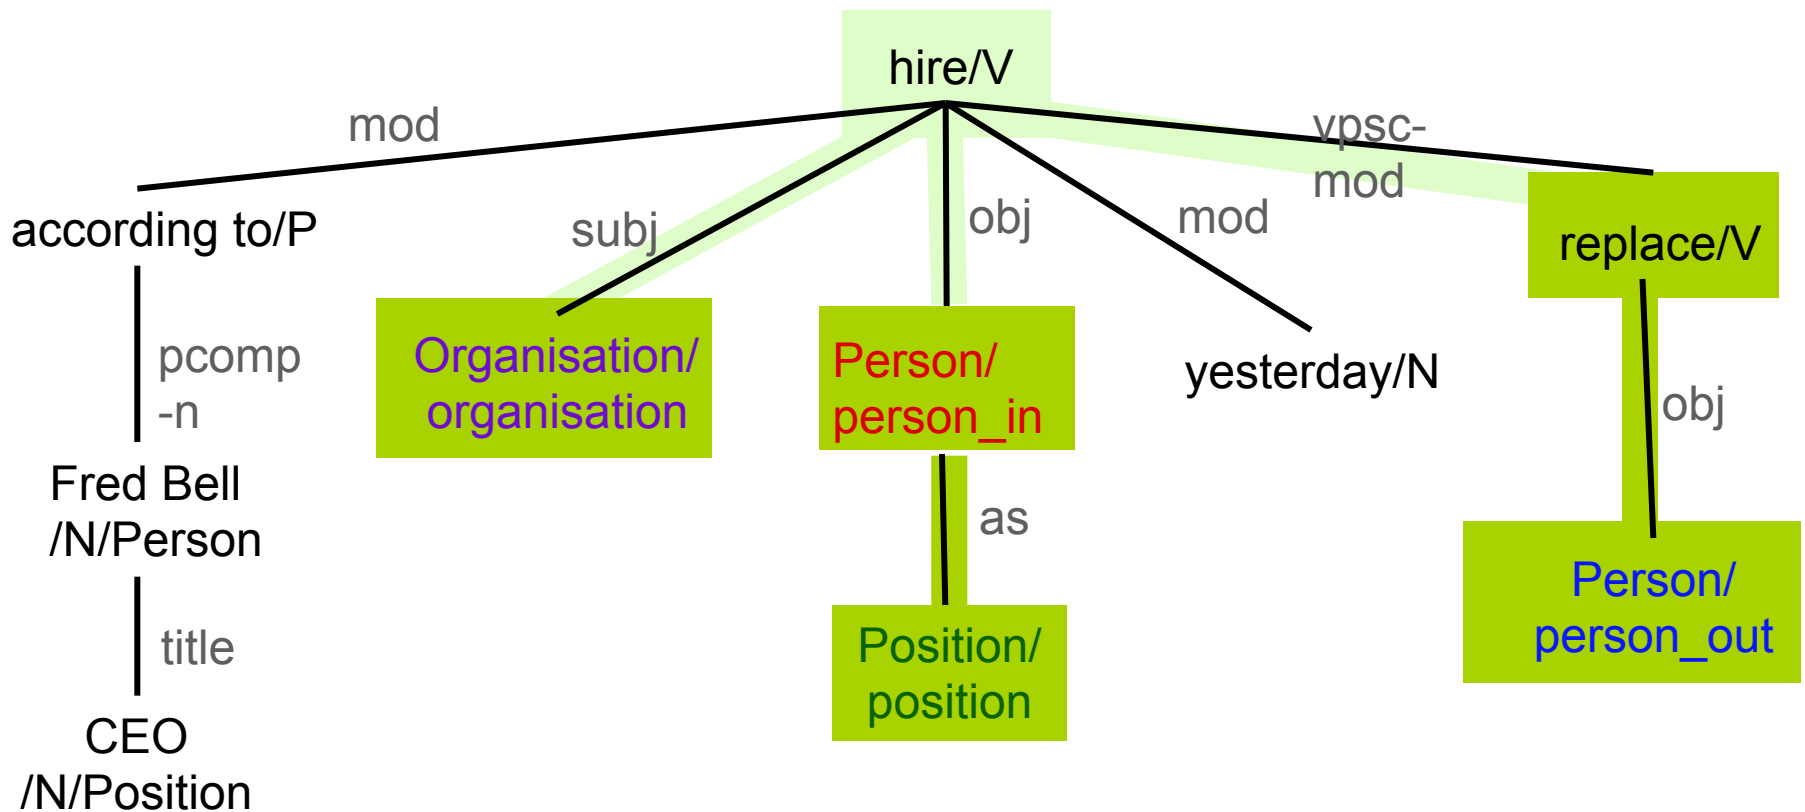 hire/V
mod
vpsc-
mod
according to/P
subj
obj
mod
replace/V
pcomp
-n
Organisation/
organisation
Person/
person_in
yesterday/N
obj
Fred Bell
/N/Person
as
Person/
person_out
title
Position/
position
CEO
/N/Position